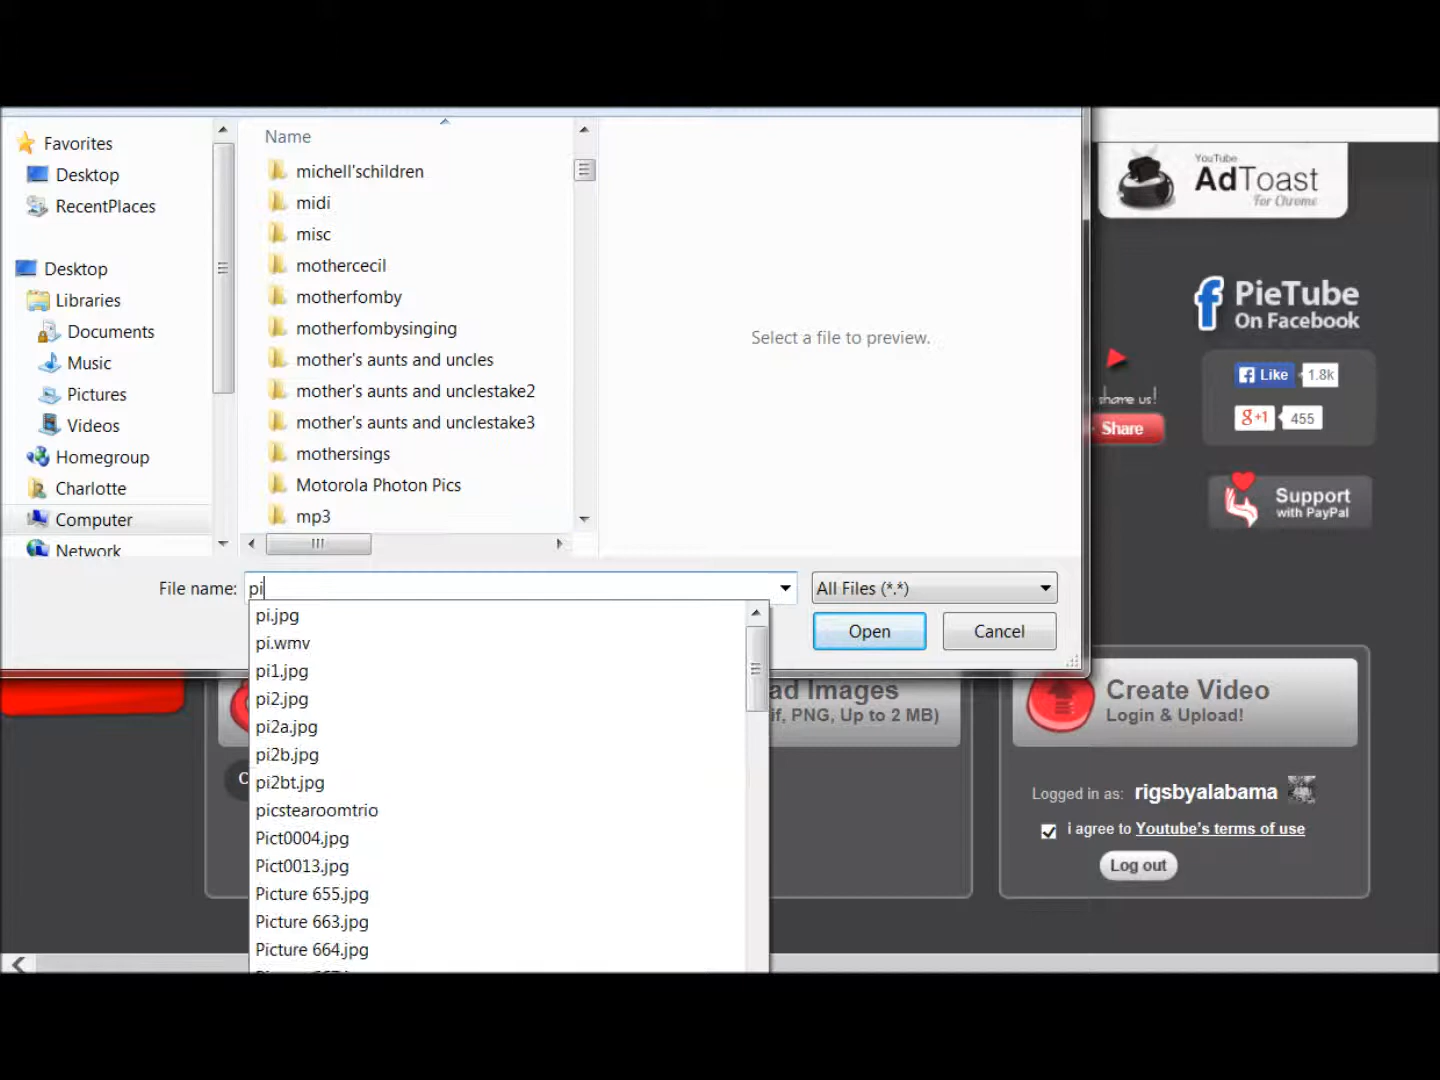 Favorites
Desktop
RecentPlaces
Desktop
Libraries
Documents
Music
Pictures
Videos
Homegroup
Charlotte
Computer
Network
Name
michell'schildren
midi
misc
mothercecil
motherfomby
motherfombysinging
mother's aunts and uncles
mother's aunts and unclestake2
mother's aunts and unclestake3
mothersings
Motorola Photon Pics
mp3
Select a file to preview.
File name: pi
All Files (*.*)
Open
Cancel
pi.jpg
pi.wmv
pi1.jpg
pi2.jpg
pi2a.jpg
pi2b.jpg
pi2bt.jpg
picstearoomtrio
Pict0004.jpg
Pict0013.jpg
Picture 655.jpg
Picture 663.jpg
Picture 664.jpg
YouTube
AdToast
For Chrome
PieTube
On Facebook
Like 1.8k
g+1 455
share us!
Share
Support
with PayPal
ad Images
if, PNG, Up to 2 MB)
C
Create Video
Login & Upload!
Logged in as: rigsbyalabama
i agree to Youtube's terms of use
Log out